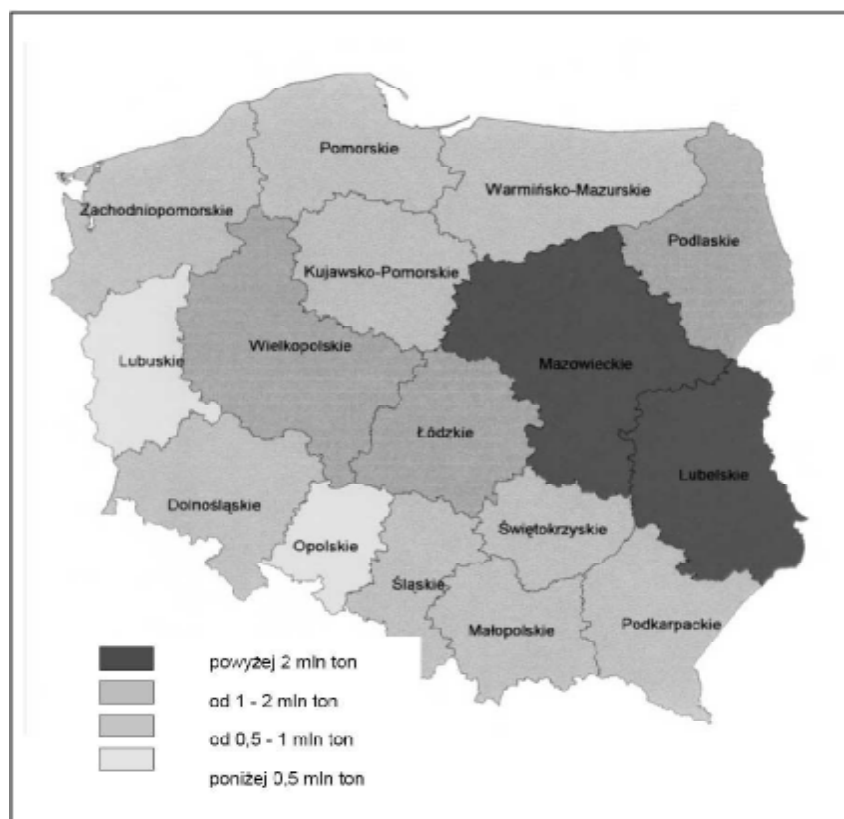 Pomorskie
Warmińsko-Mazurskie
Zachodniopomorskie
Podlaskie
Kujawsko-Pomorskie
Lubuskie
Wielkopolskie
Mazowieckie
Łódzkie
Lubelskie
Dolnośląskie
Świętokrzyskie
Opolskie
Śląskie
Małopolskie
Podkarpackie
powyżej 2 mln ton
od 1 - 2 mln ton
od 0,5 - 1 mln ton
poniżej 0,5 mln ton